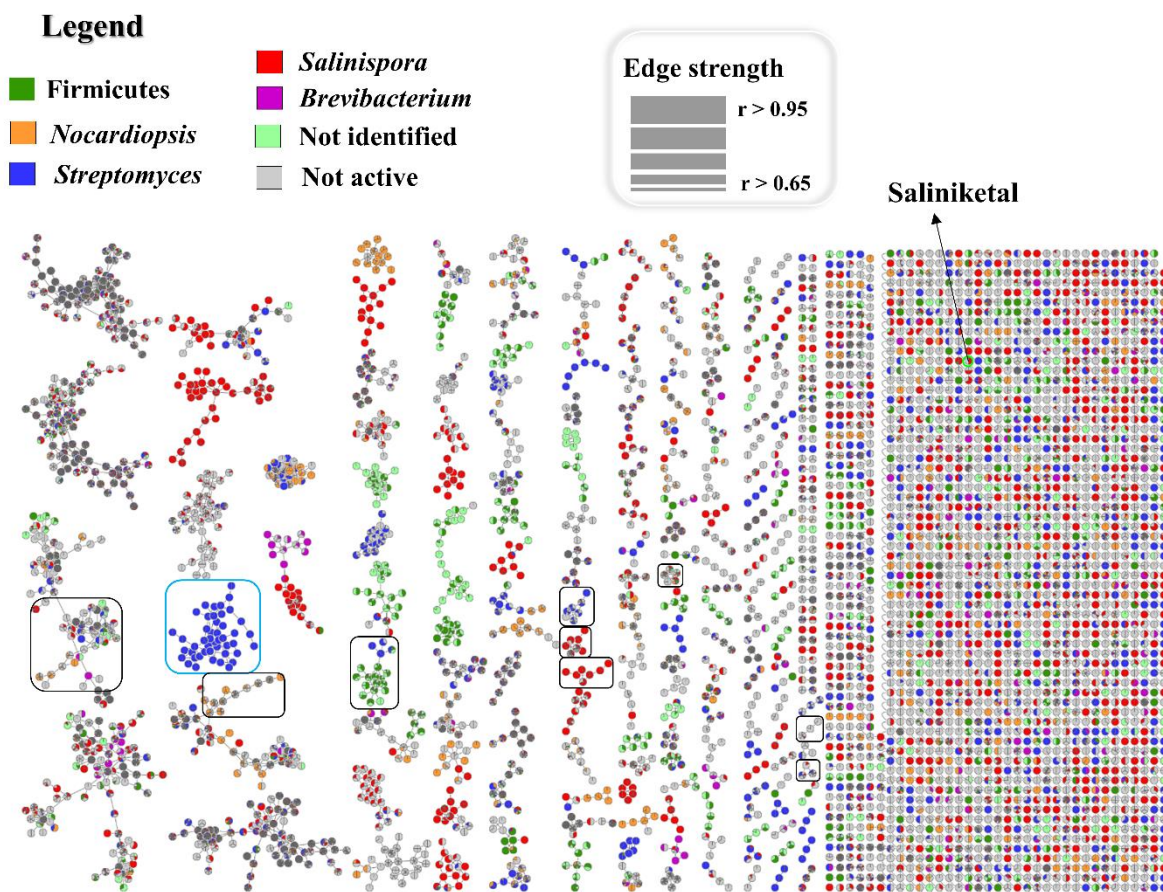 Legend
Firmicutes
Nocardiopsis
Streptomyces
Salinispora
Brevibacterium
Not identified
Not active
Edge strength
r > 0.95
r > 0.65
Saliniketal